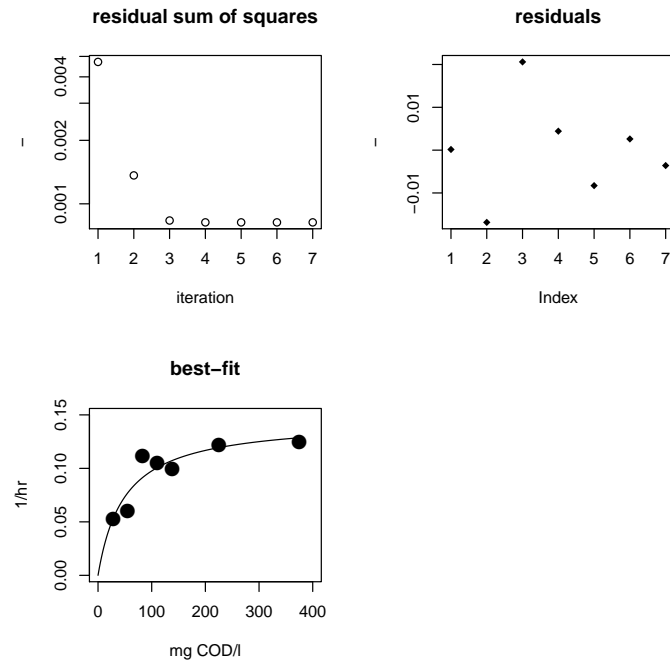 residual sum of squares
−
0.001
0.002
0.004
1 2 3 4 5 6 7
iteration
residuals
−
−0.01
0.01
1 2 3 4 5 6 7
Index
best−fit
1/hr
0.00
0.05
0.10
0.15
0 100 200 300 400
mg COD/l